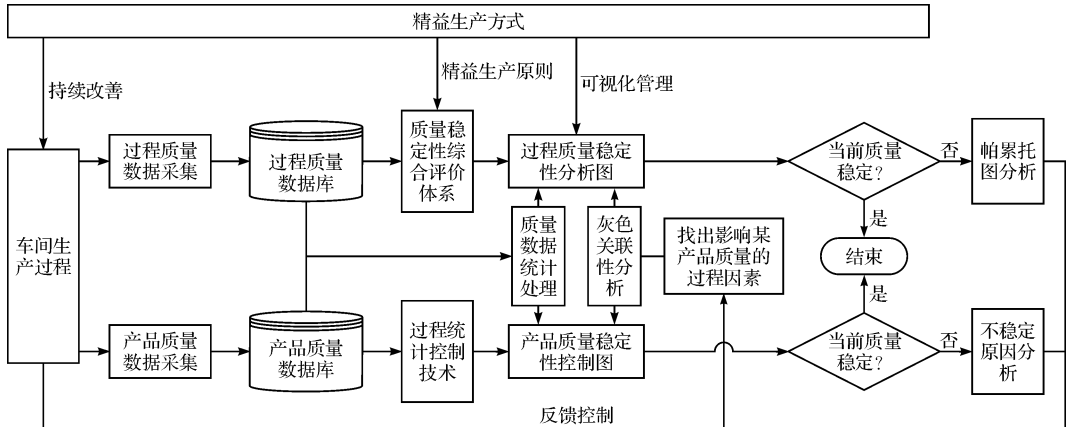 精益生产方式
持续改善
精益生产原则
可视化管理
过程质量
数据采集
过程质量
数据库
质量稳
定性综
合评价
体系
过程质量稳定
性分析图
当前质量
稳定?
否
帕累托
图分析
是
车间生
产过程
质量
数据
统计
处理
灰色
关联
性分
析
找出影响某
产品质量的
过程因素
结束
是
产品质量
数据采集
产品质量
数据库
过程统
计控制
技术
产品质量稳定
性控制图
当前质量
稳定?
否
不稳定
原因分
析
反馈控制